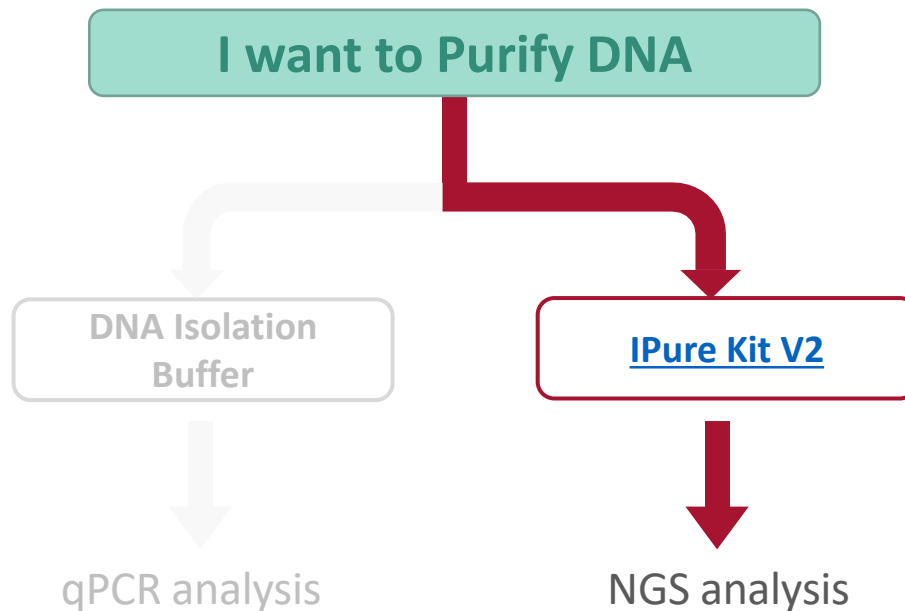 I want to Purify DNA
DNA Isolation
Buffer
IPure Kit V2
qPCR analysis
NGS analysis